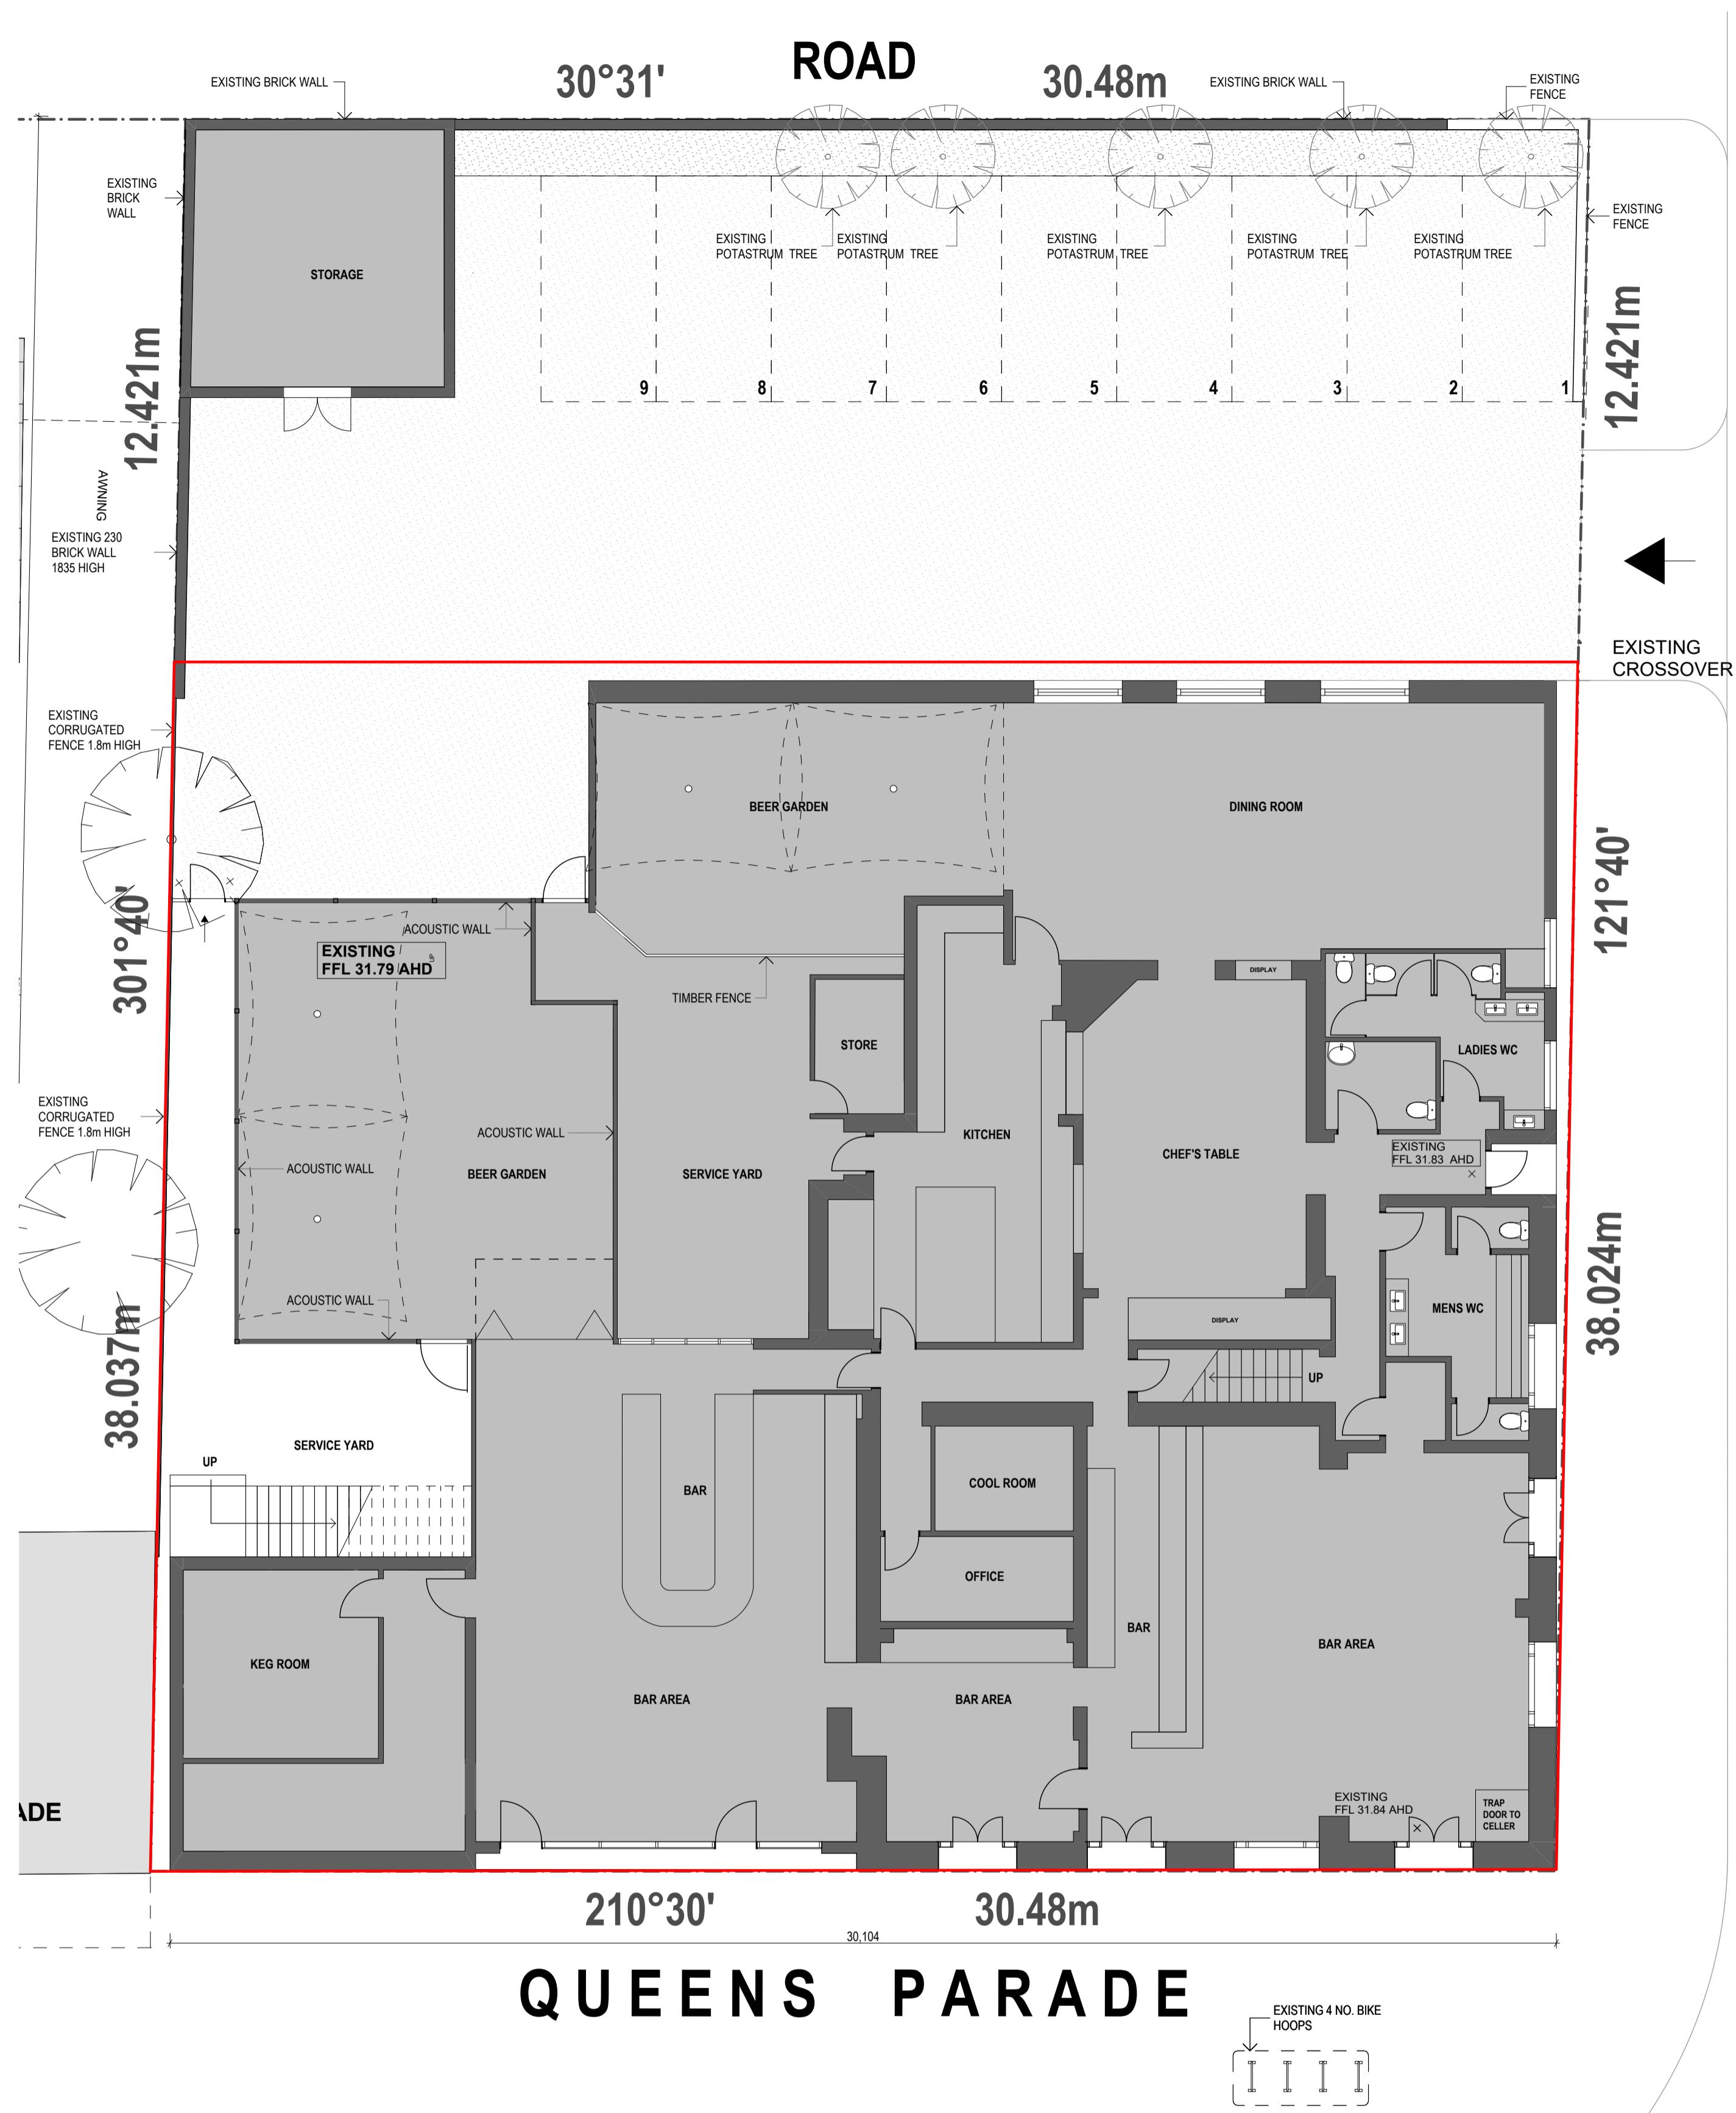 ROAD
30°31'
30.48m
EXISTING BRICK WALL
EXISTING BRICK WALL
EXISTING
FENCE
EXISTING
BRICK
WALL
EXISTING
FENCE
EXISTING
POTASTRUM TREE
EXISTING
POTASTRUM TREE
EXISTING
POTASTRUM TREE
EXISTING
POTASTRUM TREE
EXISTING
POTASTRUM TREE
STORAGE
12.421m
12.421m
9
8
7
6
5
4
3
2
1
AWNING
EXISTING 230
BRICK WALL
1835 HIGH
EXISTING
CROSSOVER
EXISTING
CORRUGATED
FENCE 1.8m HIGH
BEER GARDEN
DINING ROOM
301°40'
121°40'
ACOUSTIC WALL
EXISTING
FFL 31.79 AHD
TIMBER FENCE
DISPLAY
STORE
LADIES WC
EXISTING
CORRUGATED
FENCE 1.8m HIGH
ACOUSTIC WALL
KITCHEN
CHEF'S TABLE
EXISTING
FFL 31.83 AHD
ACOUSTIC WALL
BEER GARDEN
SERVICE YARD
ACOUSTIC WALL
38.037m
38.024m
MENS WC
DISPLAY
UP
SERVICE YARD
UP
BAR
COOL ROOM
OFFICE
BAR
BAR AREA
KEG ROOM
BAR AREA
BAR AREA
EXISTING
FFL 31.84 AHD
TRAP
DOOR TO
CELLER
ADE
210°30'
30.48m
30,104
QUEENS PARADE
EXISTING 4 NO. BIKE
HOOPS